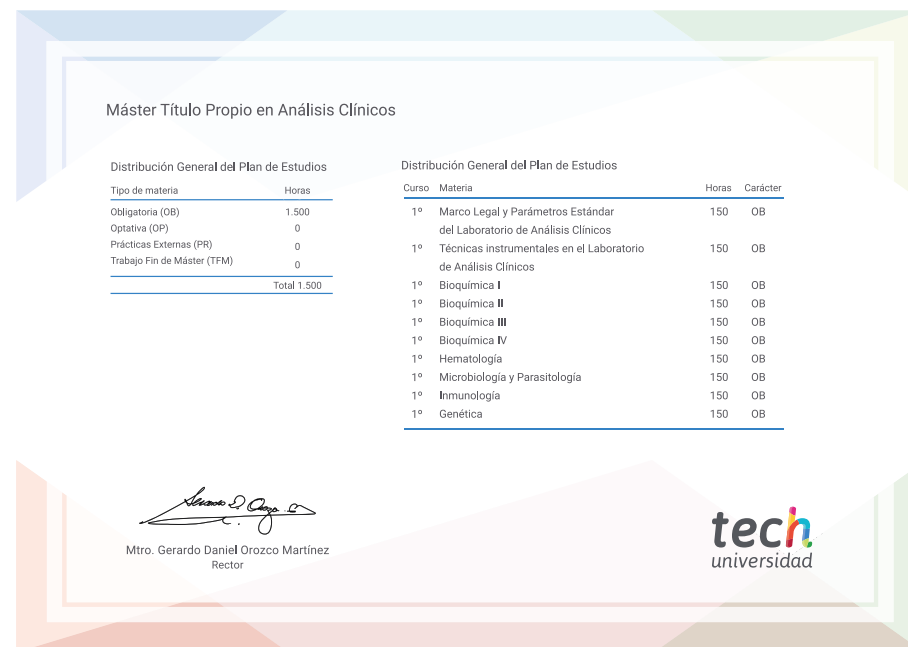 Máster Título Propio en Análisis Clínicos
Distribución General del Plan de Estudios
Tipo de materia Horas
Obligatoria (OB) 1.500
Optativa (OP) 0
Prácticas Externas (PR) 0
Trabajo Fin de Máster (TFM) 0
Total 1.500
Distribución General del Plan de Estudios
Curso Materia Horas Carácter
1º Marco Legal y Parámetros Estándar 150 OB
del Laboratorio de Análisis Clínicos
1º Técnicas instrumentales en el Laboratorio 150 OB
de Análisis Clínicos
1º Bioquímica I 150 OB
1º Bioquímica II 150 OB
1º Bioquímica III 150 OB
1º Bioquímica IV 150 OB
1º Hematología 150 OB
1º Microbiología y Parasitología 150 OB
1º Inmunología 150 OB
1º Genética 150 OB
Mtro. Gerardo Daniel Orozco Martínez
Rector
tech
universidad